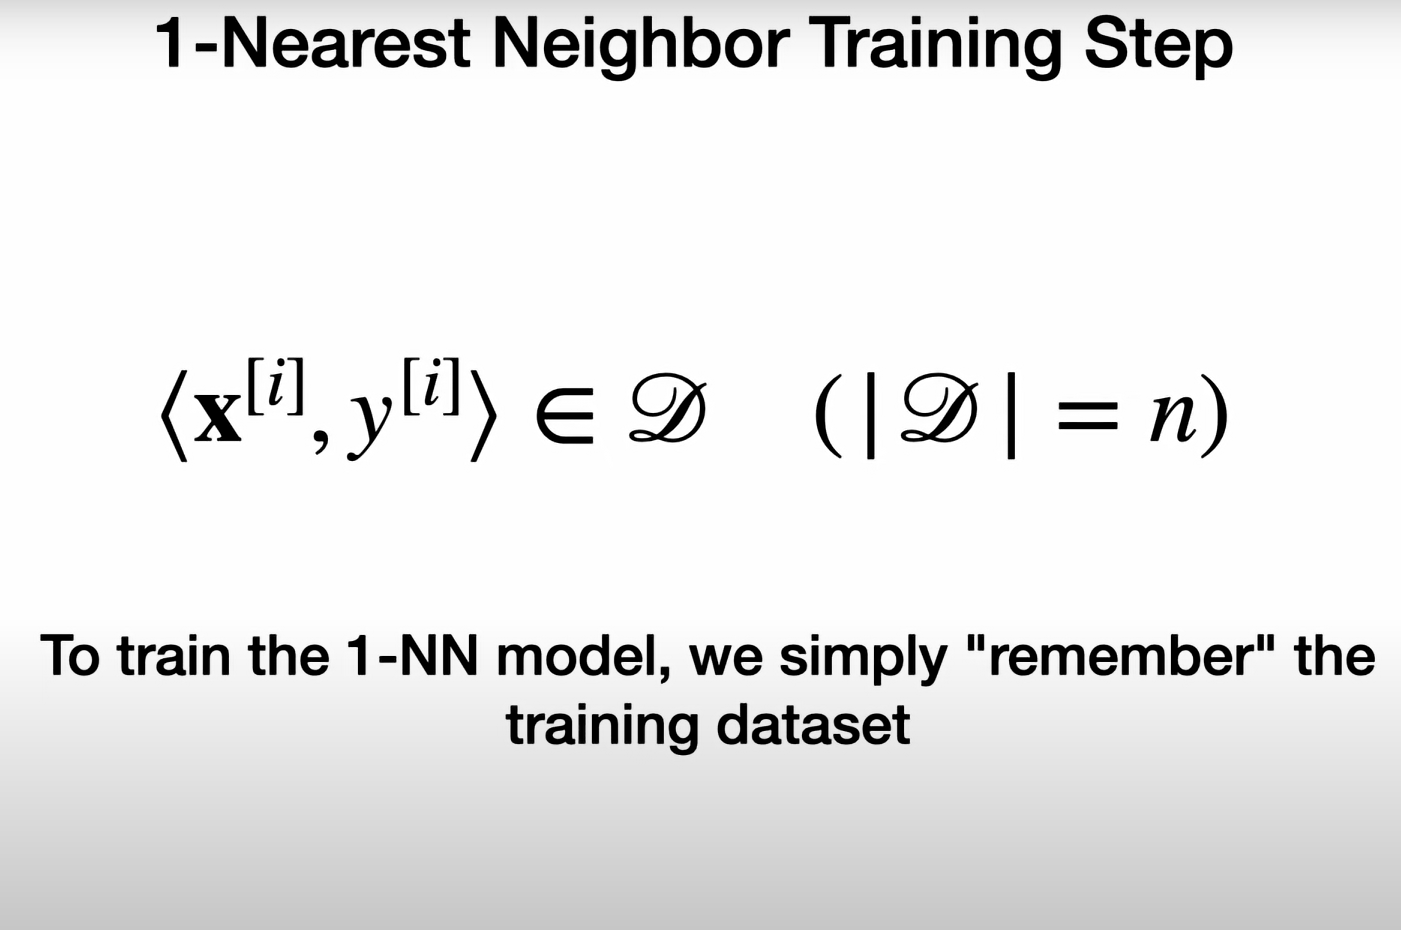 1-Nearest Neighbor Training Step
⟨𝐱^[i], y^[i]⟩ ∈ 𝒟   (|𝒟| = n)
To train the 1-NN model, we simply "remember" the
training dataset